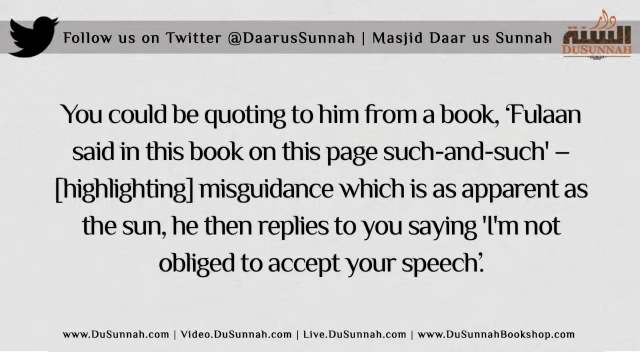 Follow us on Twitter @DaarusSunnah | Masjid Daar us Sunnah
دار
السنة
DUSUNNAH
You could be quoting to him from a book, ‘Fulaan
said in this book on this page such-and-such' –
[highlighting] misguidance which is as apparent as
the sun, he then replies to you saying 'I'm not
obliged to accept your speech’.
www.DuSunnah.com | Video.DuSunnah.com | Live.DuSunnah.com | www.DuSunnahBookshop.com